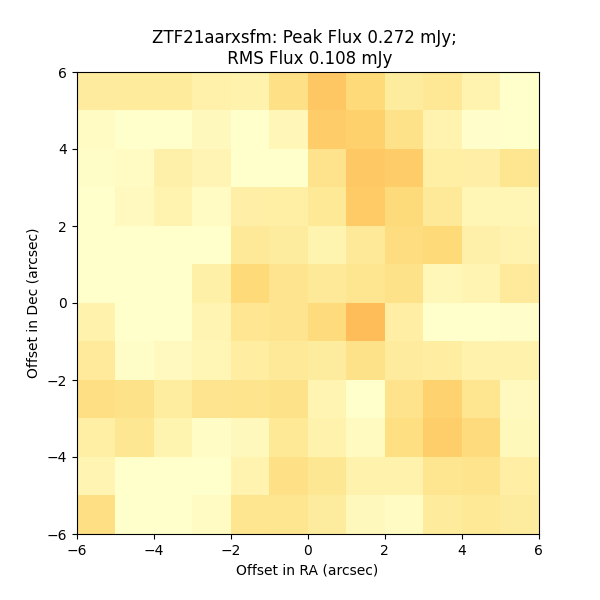 ZTF21aarxsfm: Peak Flux 0.272 mJy;
RMS Flux 0.108 mJy
6
4
2
0
−2
−4
−6
Offset in Dec (arcsec)
−6 −4 −2 0 2 4 6
Offset in RA (arcsec)